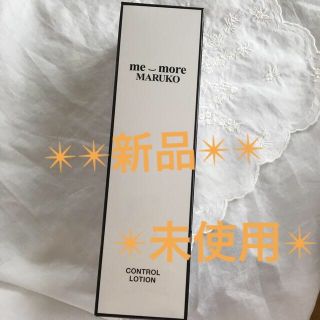 me‿more
MARUKO
✴✴新品✴✴
✴未使用✴
CONTROL
LOTION